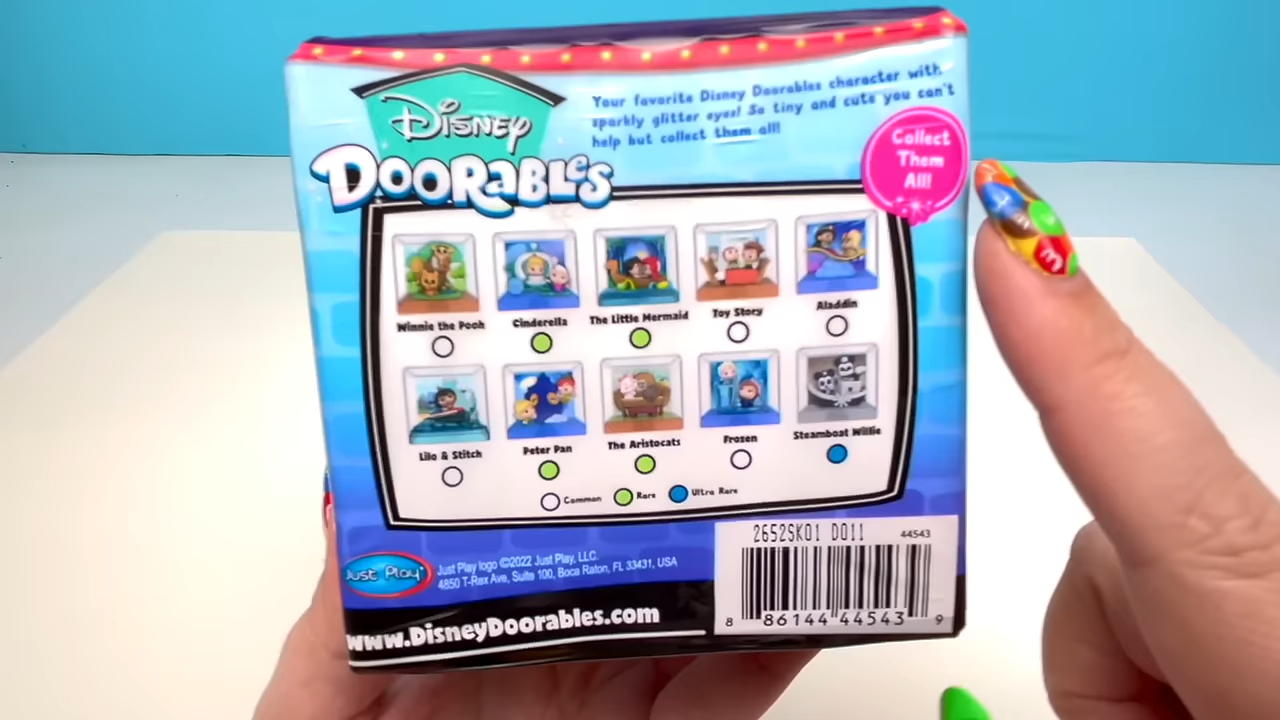 Disney
DOORABLES
Your favorite Disney Doorables character with
sparkly glitter eyes! So tiny and cute you can't
help but collect them all!
Collect
Them
All!
Winnie the Pooh
Cinderella
The Little Mermaid
Toy Story
Aladdin
Lilo & Stitch
Peter Pan
The Aristocats
Frozen
Steamboat Willie
Common
Rare
Ultra Rare
2652SK01 D011
44543
Just Play
Just Play logo ©2022 Just Play, LLC.
4850 T-Rex Ave, Suite 100, Boca Raton, FL 33431, USA
www.DisneyDoorables.com
8 86144 44543 9
m